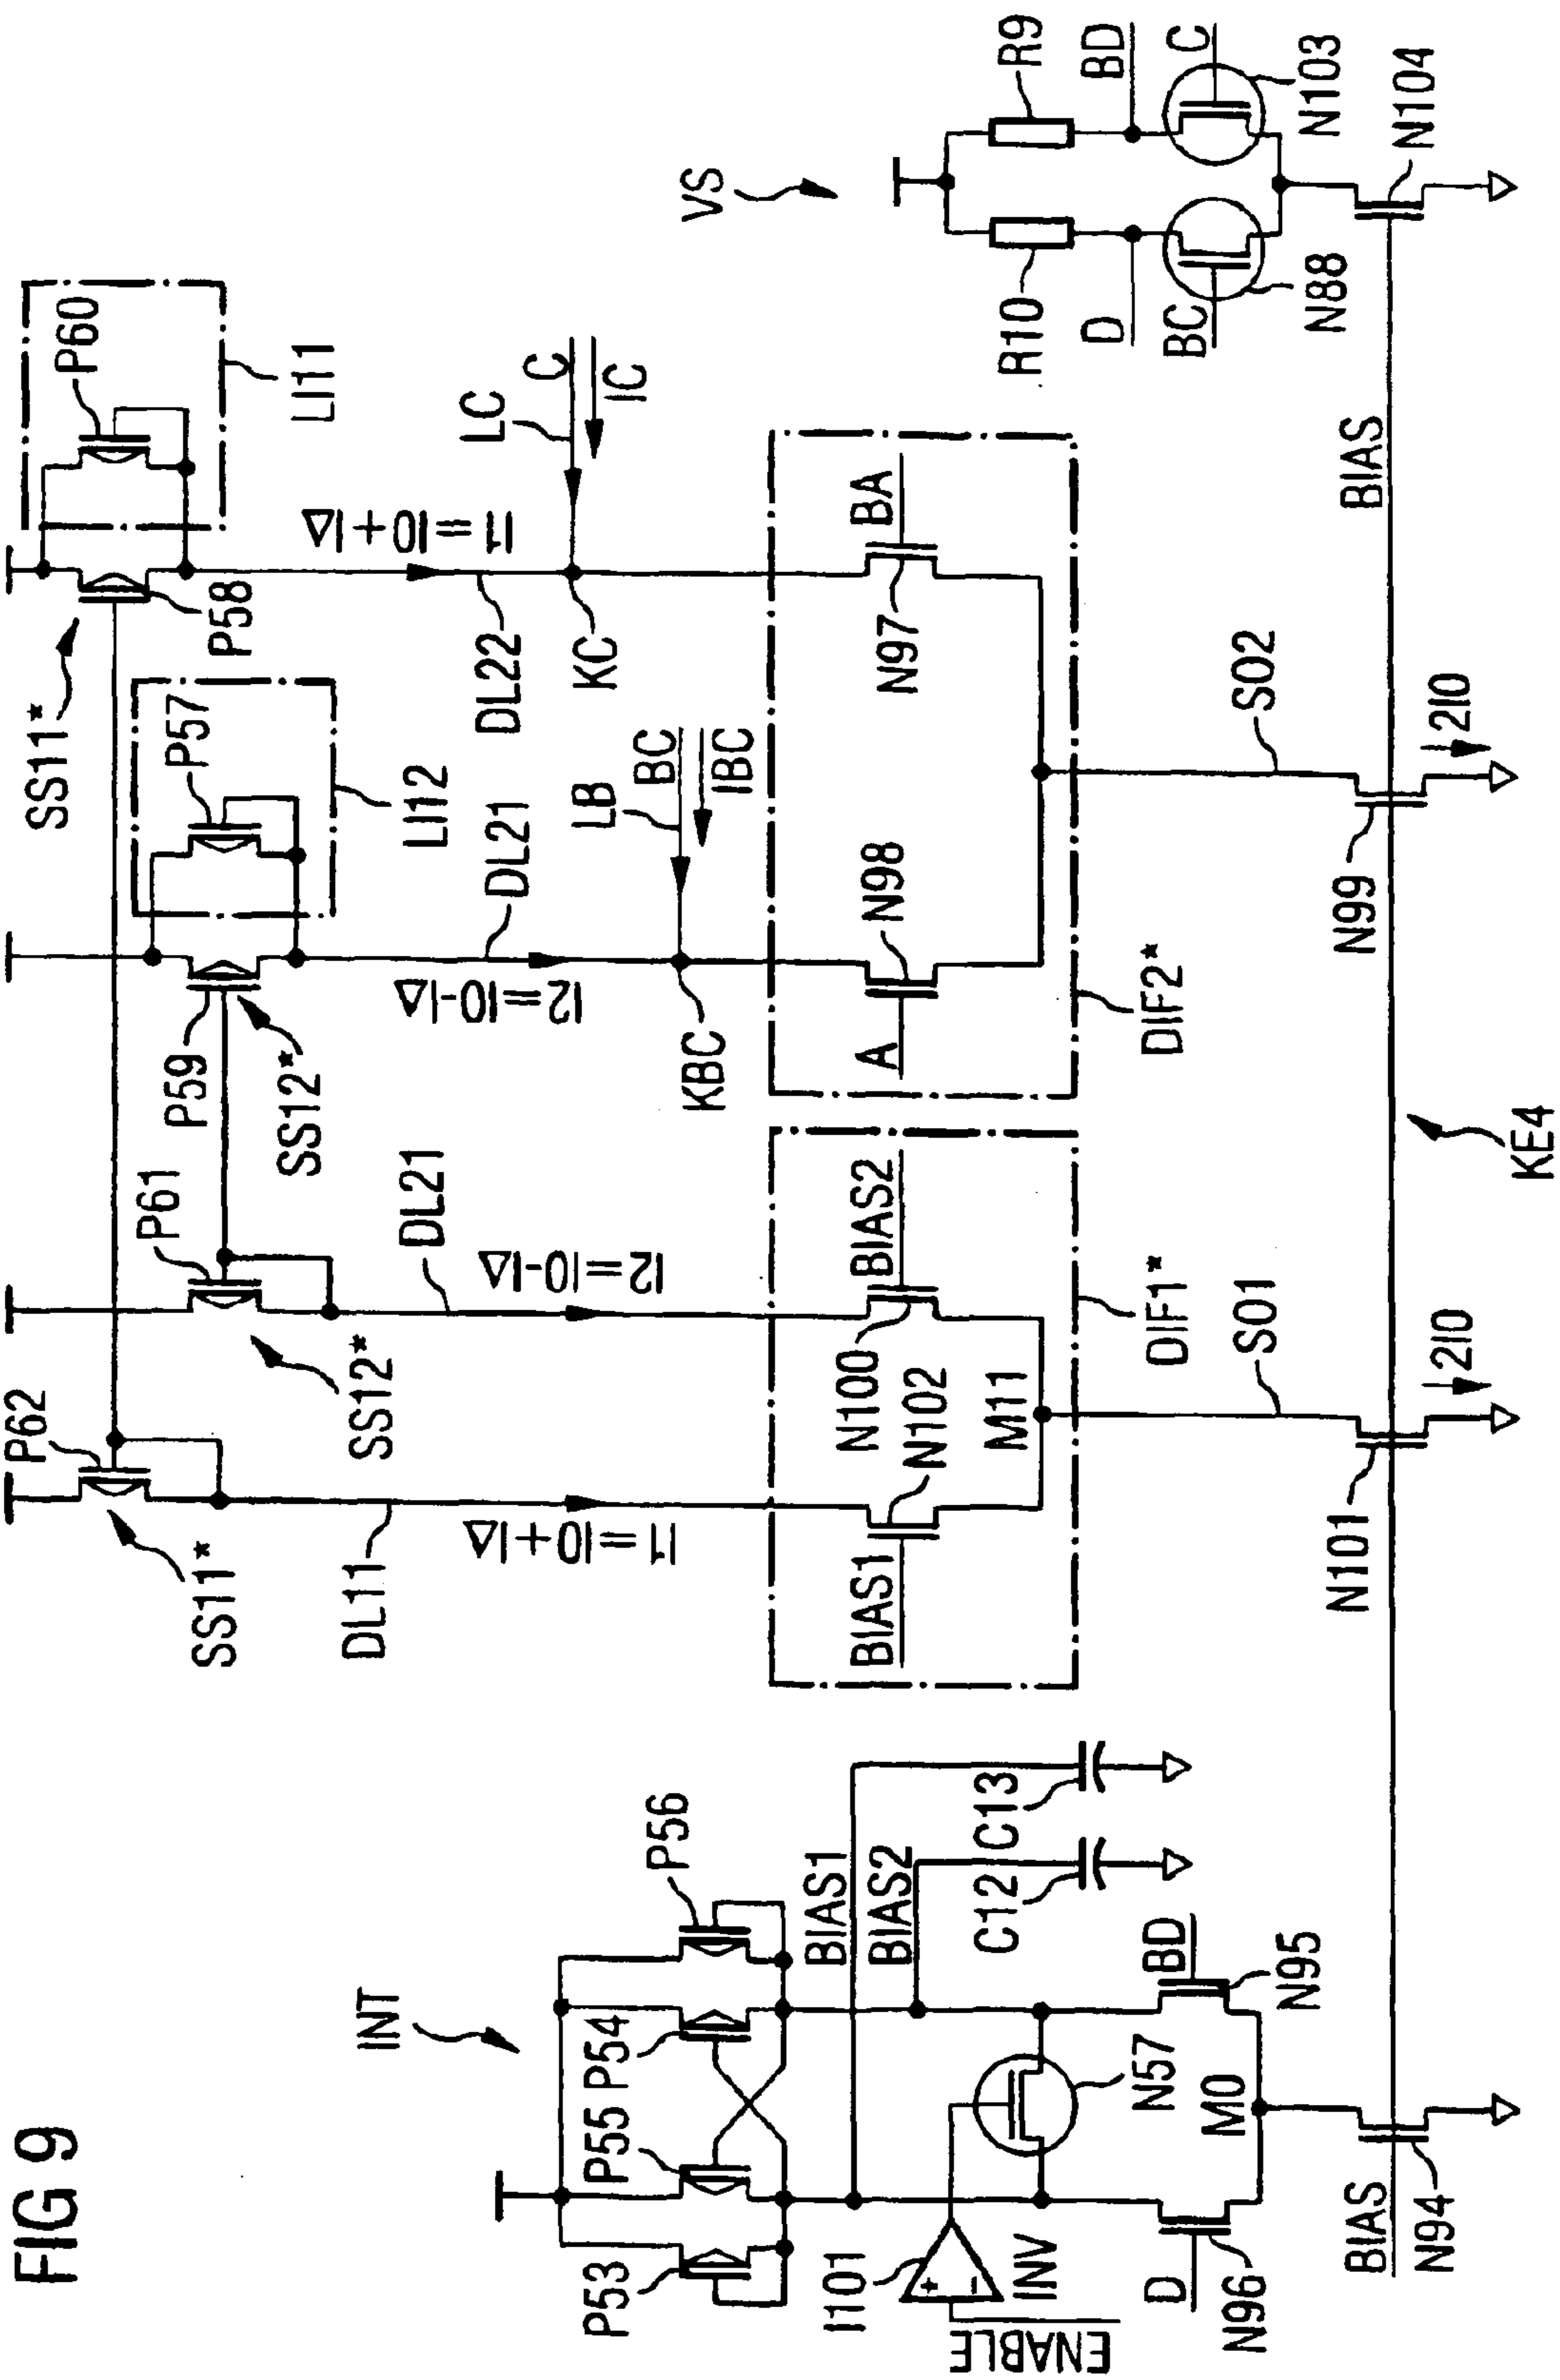 FIG 9
INT
P53
P55
P54
P56
BIAS1
BIAS2
I101
+
-
INV
ENABLE
N57
C12
C13
D
N96
M0
BD
N95
BIAS
N94
P62
SS11*
DL11
I1=I0+IΔ
P61
SS12*
DL21
I2=I0-IΔ
BIAS1
N102
N100
BIAS2
M11
DIF1*
SO1
N101
2I0
KE4
P59
SS12*
P57
LI12
DL21
I2=I0-IΔ
KBC
LB
BC
IBC
SS11*
P58
P60
LI11
I1=I0+IΔ
DL22
KC
LC
C
IC
A
N98
N97
BA
DIF2*
SO2
N99
2I0
BIAS
VS
R10
R9
D
BD
BC
C
N88
N103
N104